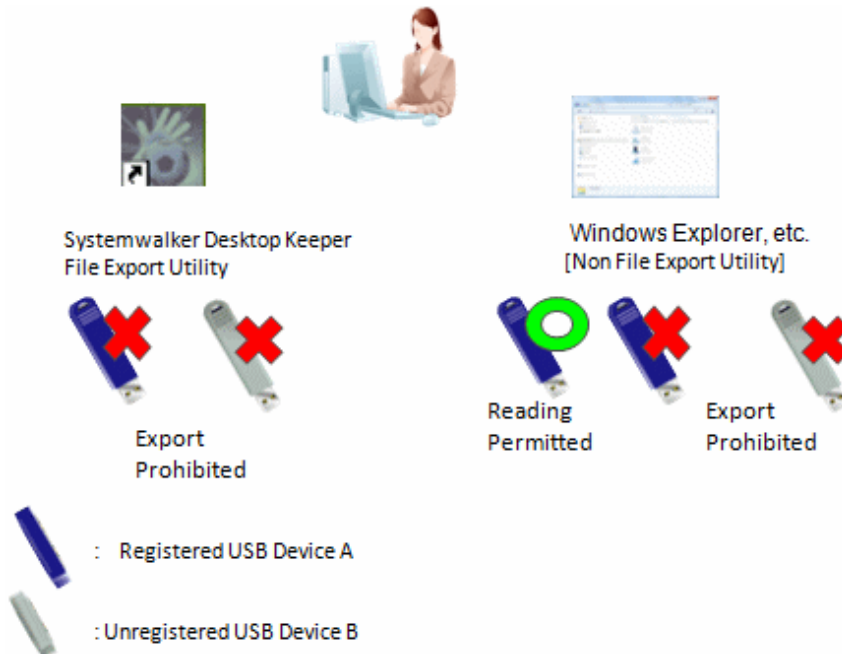 Systemwalker Desktop Keeper
File Export Utility
Windows Explorer, etc.
[Non File Export Utility]
Export
Prohibited
Reading
Permitted
Export
Prohibited
: Registered USB Device A
: Unregistered USB Device B